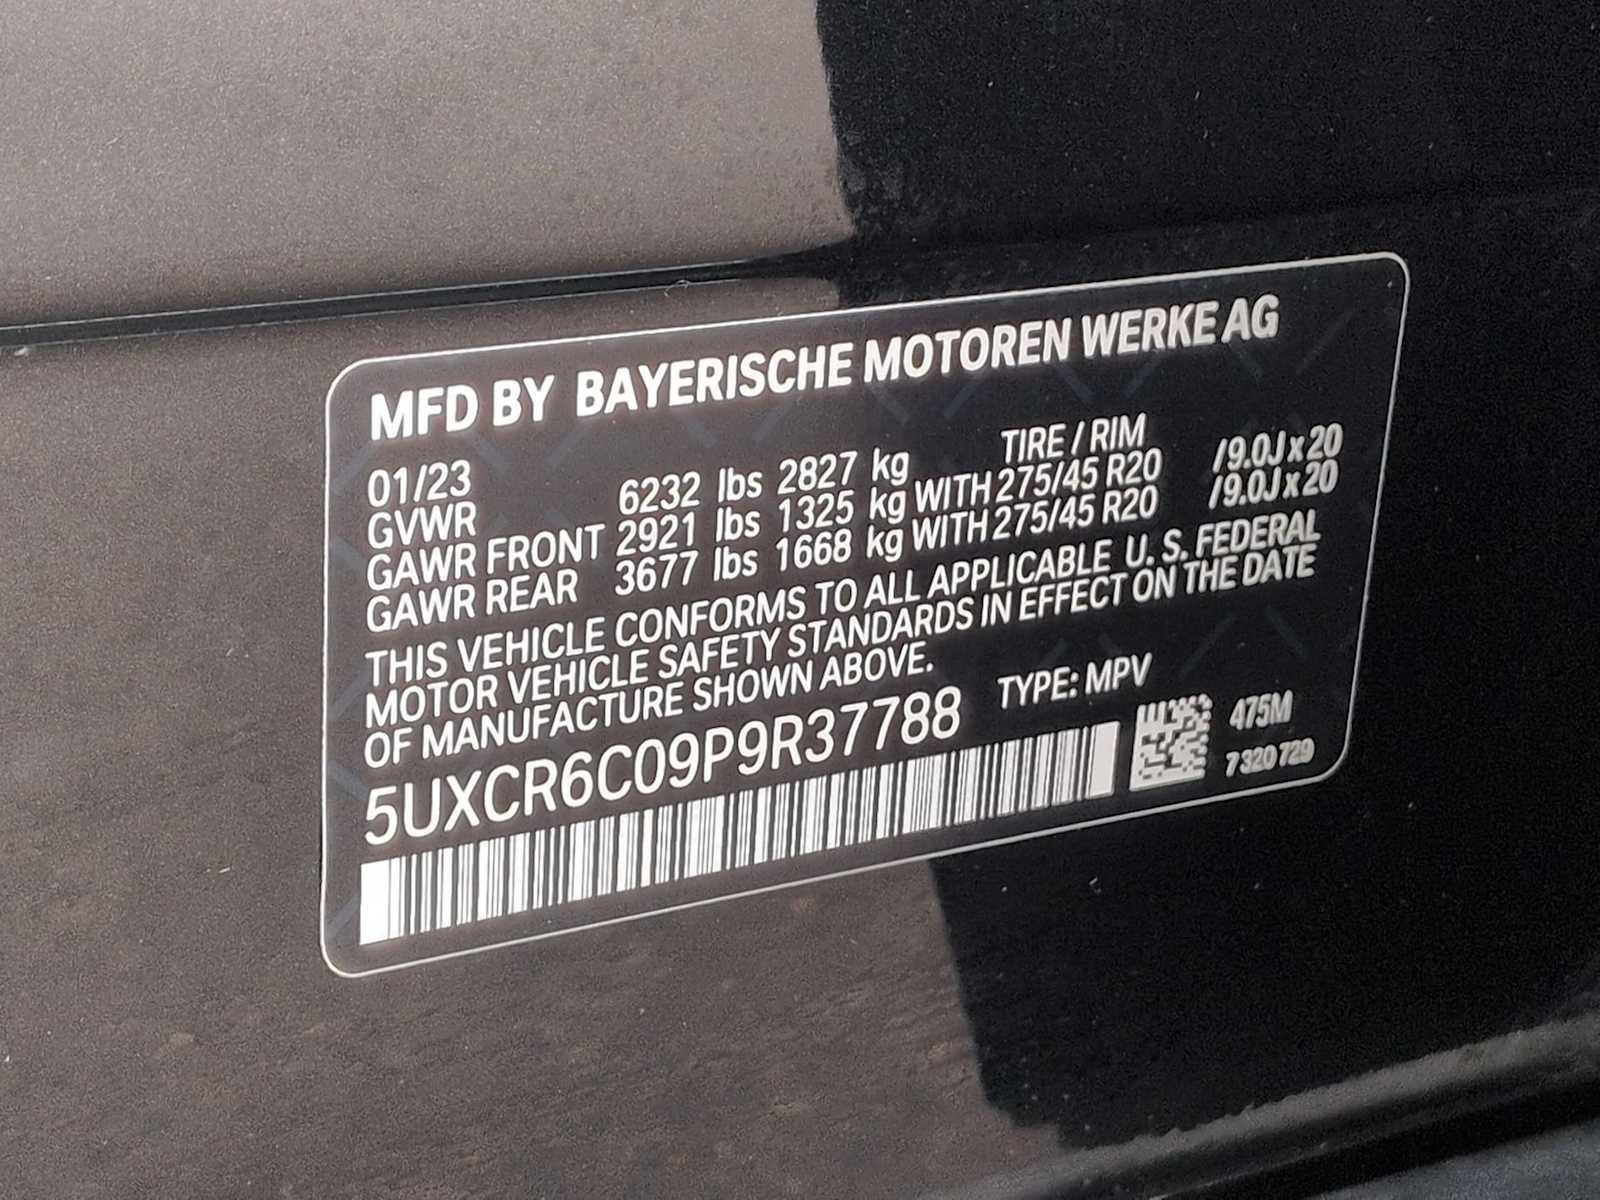 MFD BY BAYERISCHE MOTOREN WERKE AG
01/23 TIRE / RIM
GVWR 6232 lbs 2827 kg
GAWR FRONT 2921 lbs 1325 kg WITH 275/45 R20 /9.0J x 20
GAWR REAR 3677 lbs 1668 kg WITH 275/45 R20 /9.0J x 20
THIS VEHICLE CONFORMS TO ALL APPLICABLE U. S. FEDERAL
MOTOR VEHICLE SAFETY STANDARDS IN EFFECT ON THE DATE
OF MANUFACTURE SHOWN ABOVE.
5UXCR6C09P9R37788 TYPE: MPV
475M
7 320 729